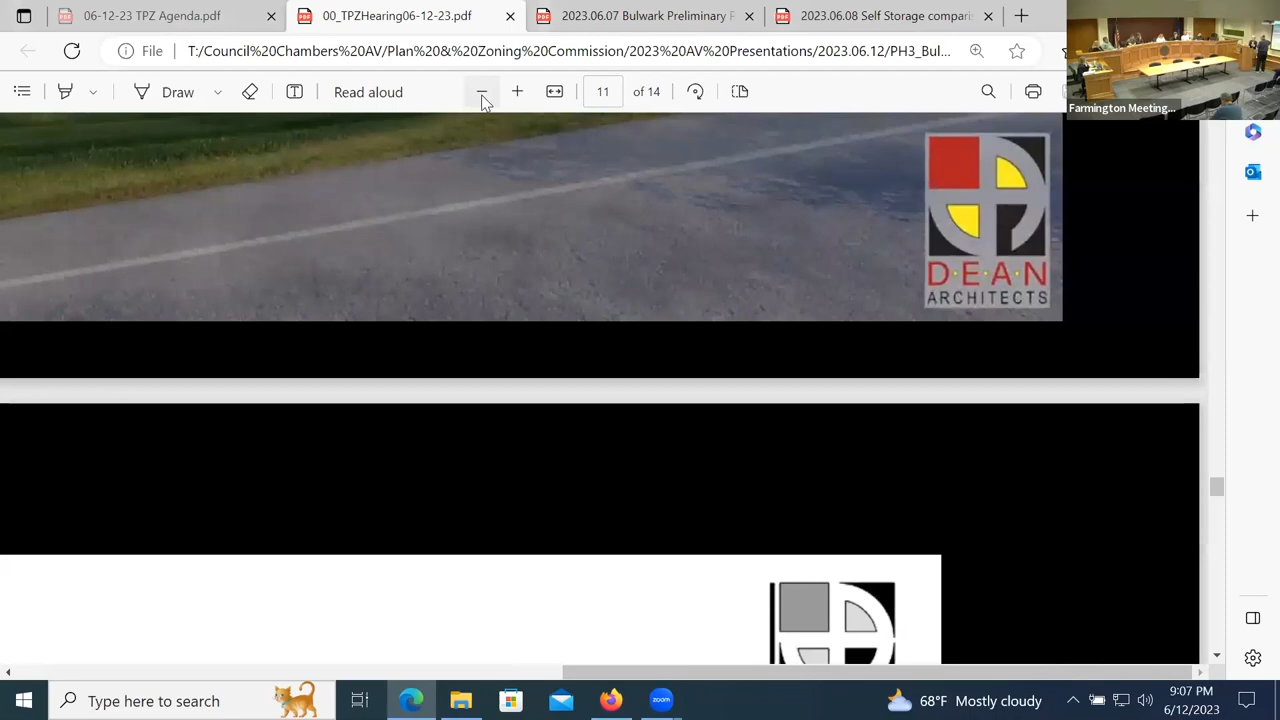 06-12-23 TPZ Agenda.pdf
00_TPZHearing06-12-23.pdf
2023.06.07 Bulwark Preliminary P
2023.06.08 Self Storage compari
File
T:/Council%20Chambers%20AV/Plan%20&%20Zoning%20Commission/2023%20AV%20Presentations/2023.06.12/PH3_Bul...
Farmington Meeting...
Draw
Read aloud
11
of 14
D·E·A·N
ARCHITECTS
Type here to search
zoom
68°F Mostly cloudy
9:07 PM
6/12/2023